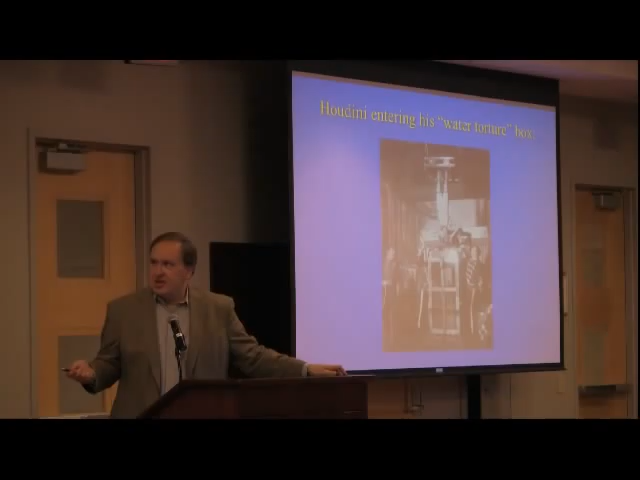 Houdini entering his “water torture” box.